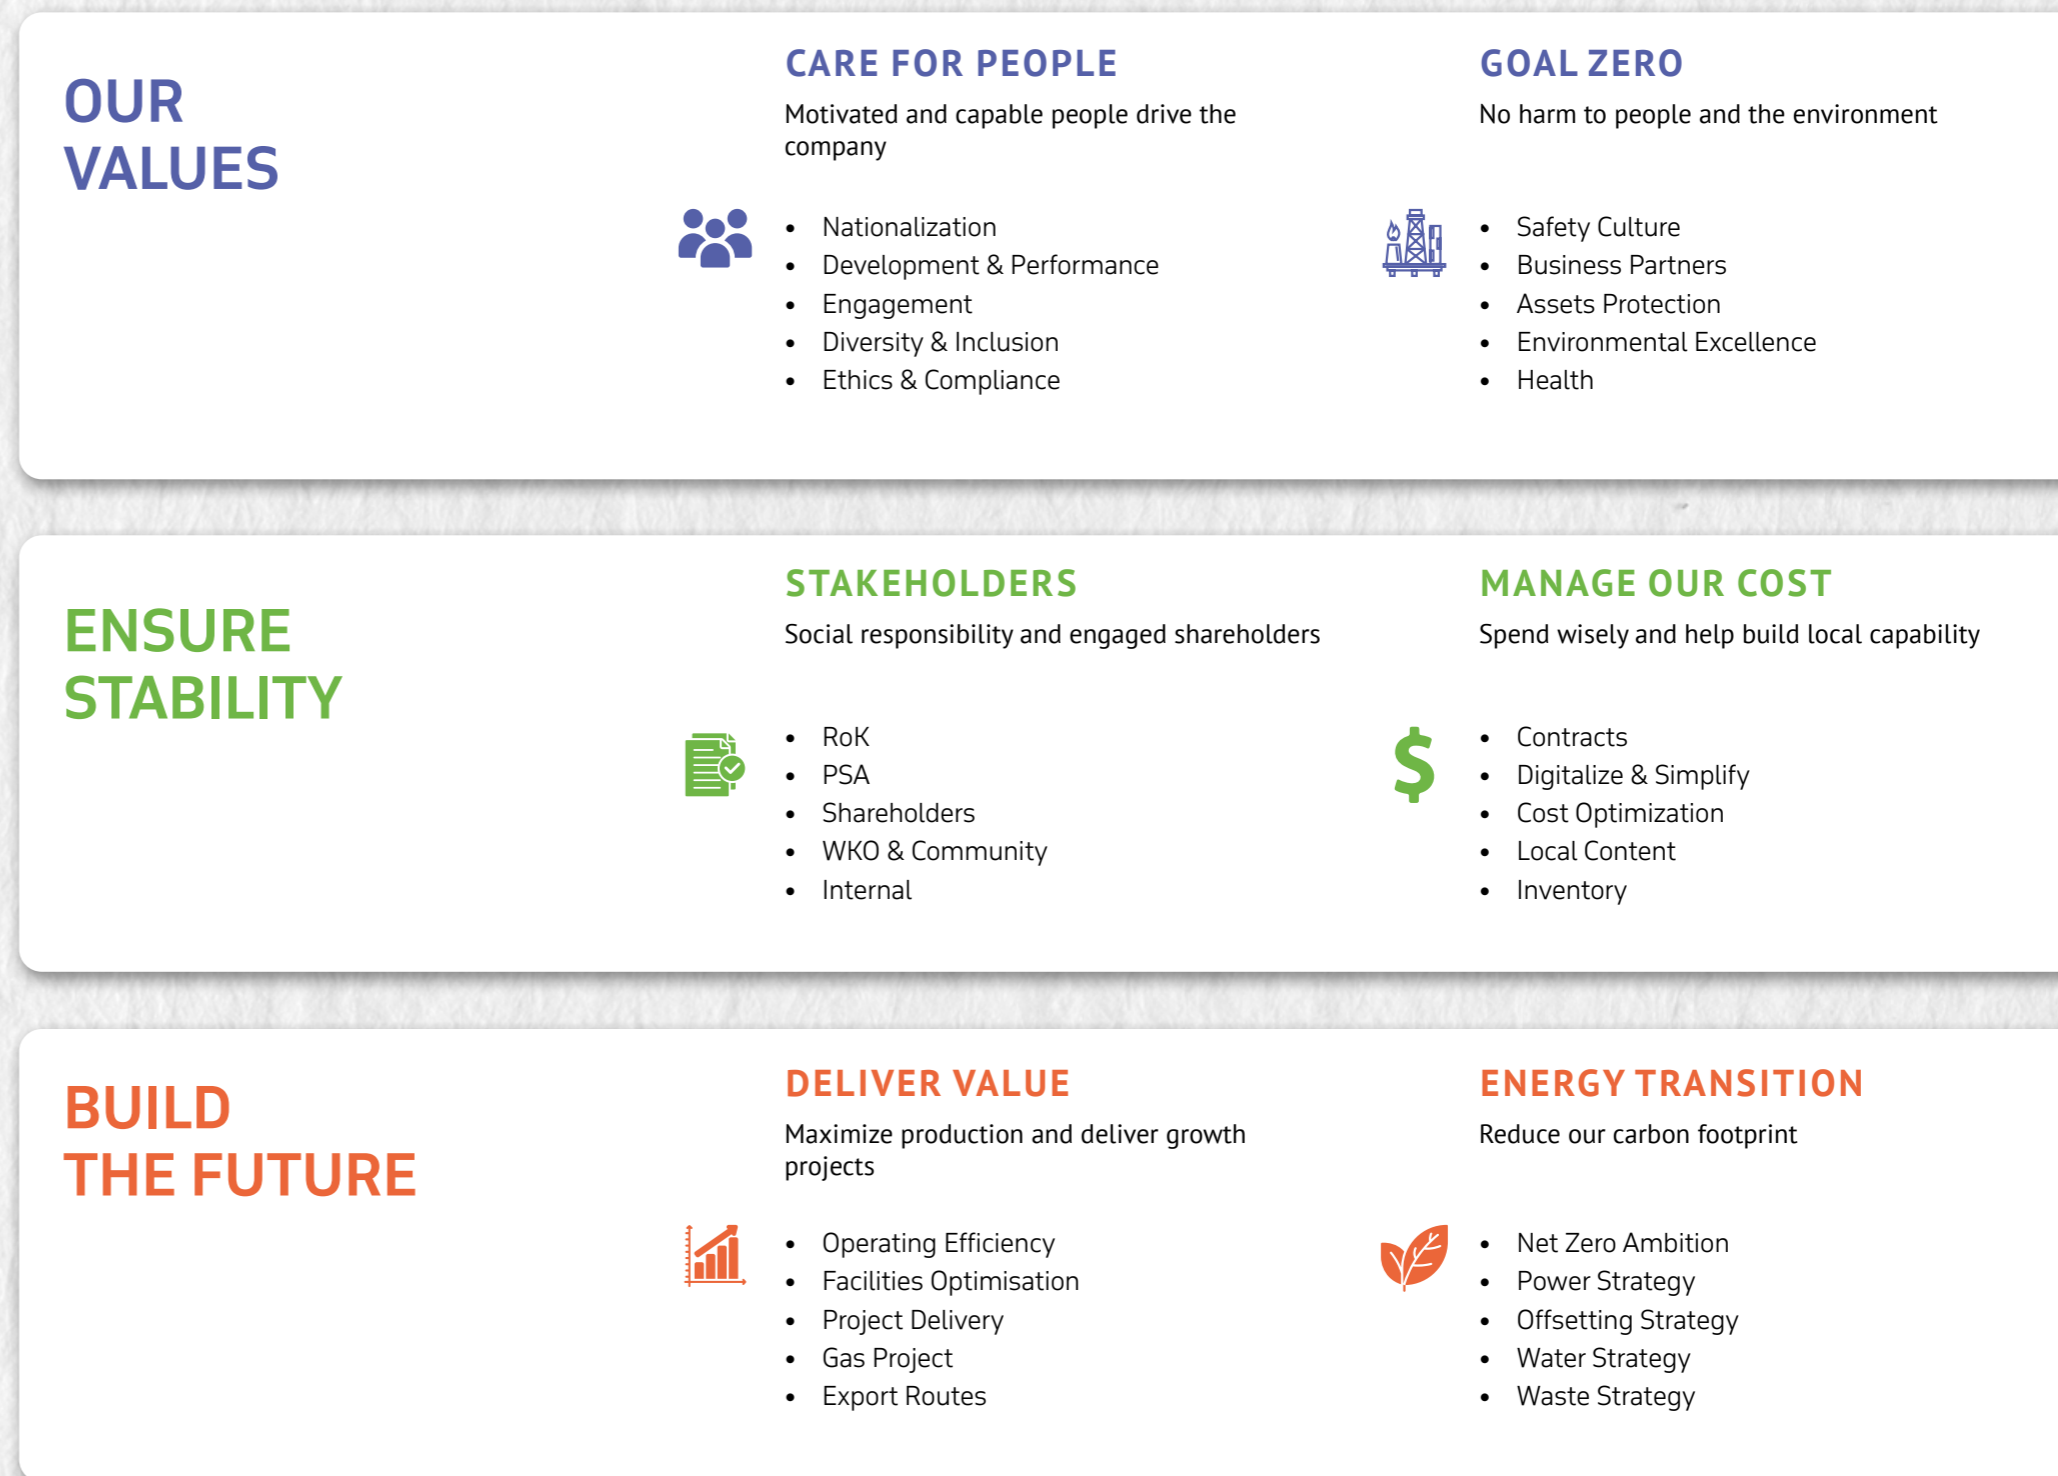 OUR
VALUES
CARE FOR PEOPLE
Motivated and capable people drive the
company
• Nationalization
• Development & Performance
• Engagement
• Diversity & Inclusion
• Ethics & Compliance
GOAL ZERO
No harm to people and the environment
• Safety Culture
• Business Partners
• Assets Protection
• Environmental Excellence
• Health
ENSURE
STABILITY
STAKEHOLDERS
Social responsibility and engaged shareholders
• RoK
• PSA
• Shareholders
• WKO & Community
• Internal
MANAGE OUR COST
Spend wisely and help build local capability
• Contracts
• Digitalize & Simplify
• Cost Optimization
• Local Content
• Inventory
BUILD
THE FUTURE
DELIVER VALUE
Maximize production and deliver growth
projects
• Operating Efficiency
• Facilities Optimisation
• Project Delivery
• Gas Project
• Export Routes
ENERGY TRANSITION
Reduce our carbon footprint
• Net Zero Ambition
• Power Strategy
• Offsetting Strategy
• Water Strategy
• Waste Strategy